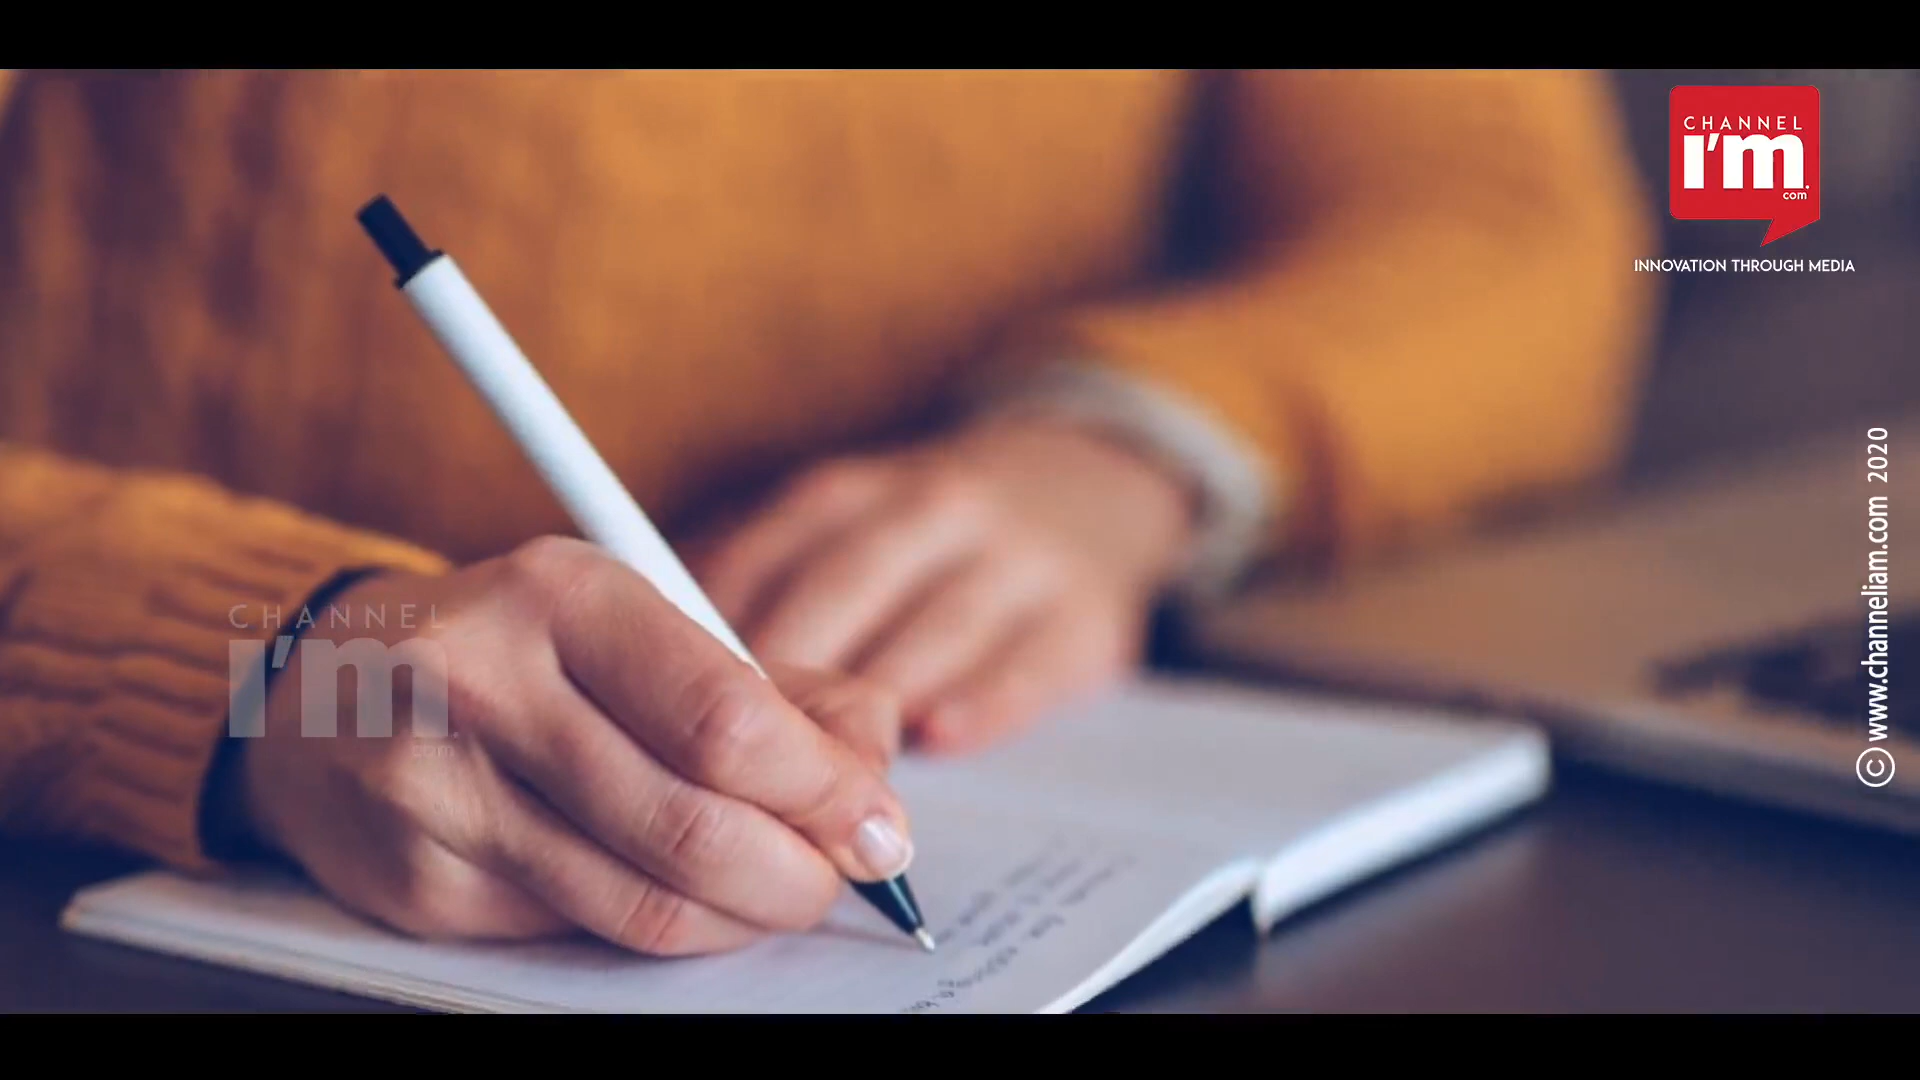 CHANNEL
I'm.
com
INNOVATION THROUGH MEDIA
CHANNEL
I'm.
com
© www.channeliam.com 2020